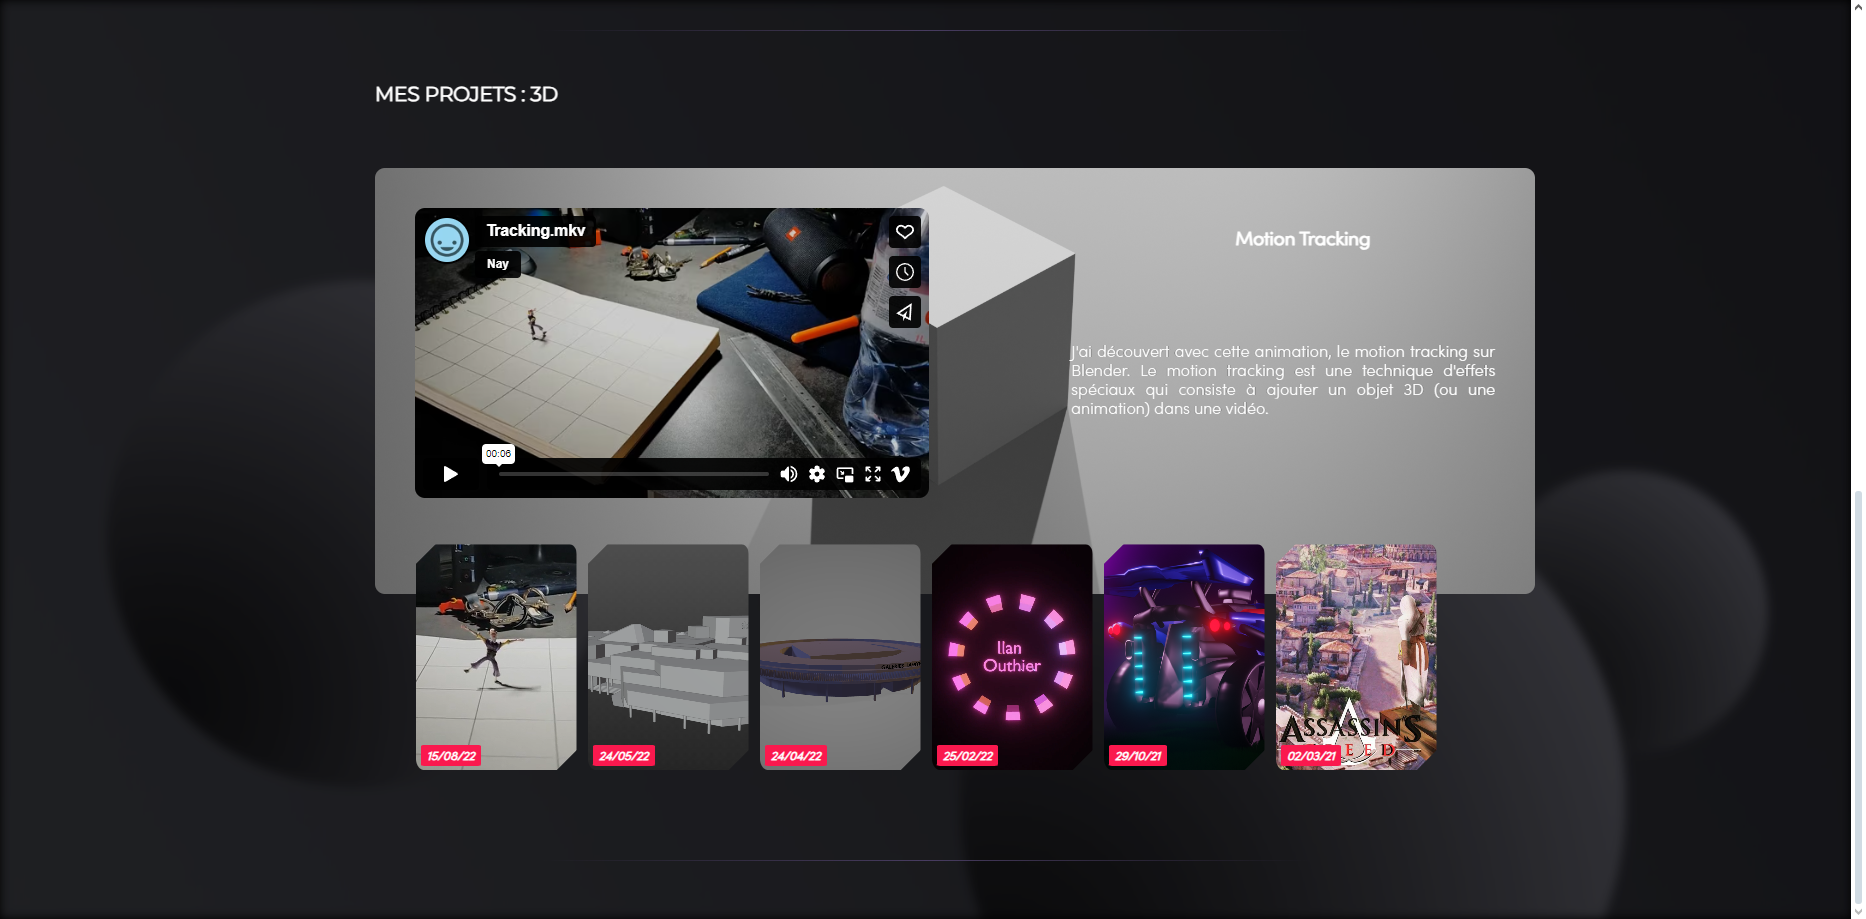 MES PROJETS : 3D
Tracking.mkv
Nay
Motion Tracking
J'ai découvert avec cette animation, le motion tracking sur
Blender. Le motion tracking est une technique d'effets
spéciaux qui consiste à ajouter un objet 3D (ou une
animation) dans une vidéo.
00:06
Ilan
Outhier
ASSASSIN'S
15/08/22
24/05/22
24/04/22
25/02/22
29/10/21
02/03/21